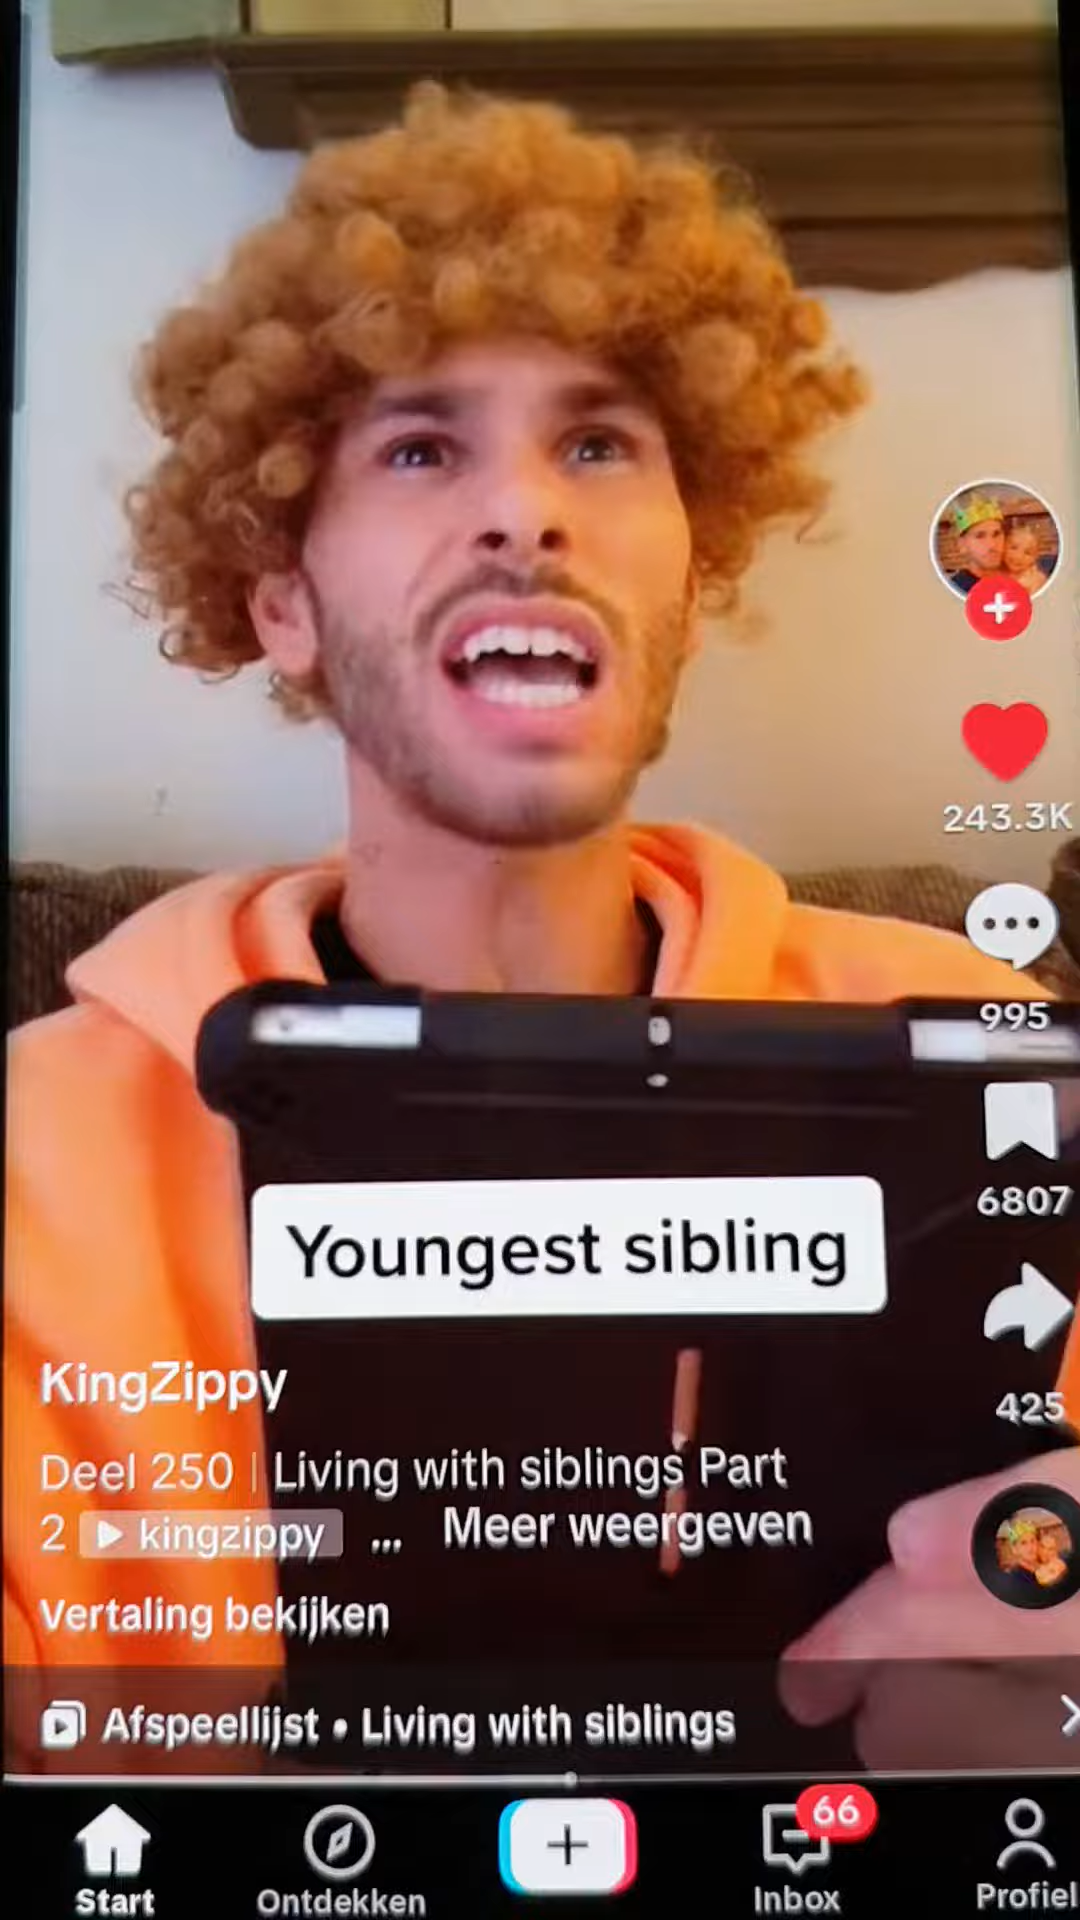 243.3K
995
Youngest sibling
6807
KingZippy
425
Deel 250 | Living with siblings Part
2 kingzippy ... Meer weergeven
Vertaling bekijken
Afspeellijst • Living with siblings
66
Start
Ontdekken
Inbox
Profiel